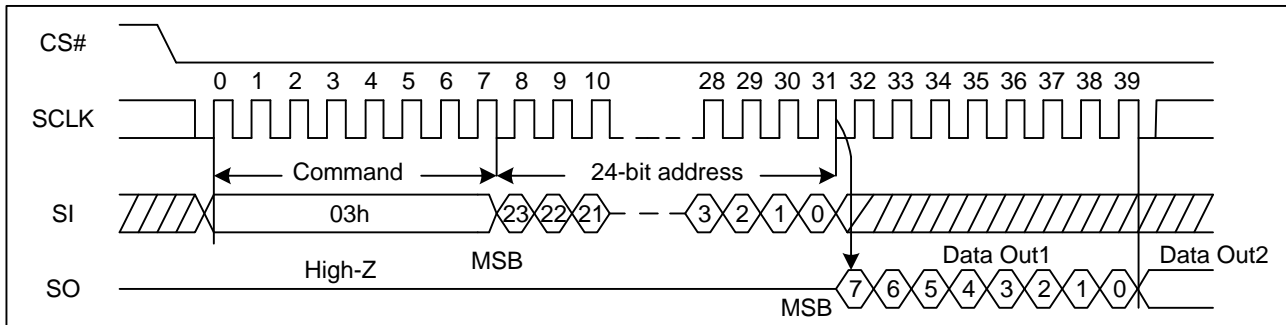 CS#
0 1 2 3 4 5 6 7 8 9 10 28 29 30 31 32 33 34 35 36 37 38 39
SCLK
Command 24-bit address
SI 03h 23 22 21 3 2 1 0
High-Z MSB Data Out1 Data Out2
SO 7 6 5 4 3 2 1 0
MSB